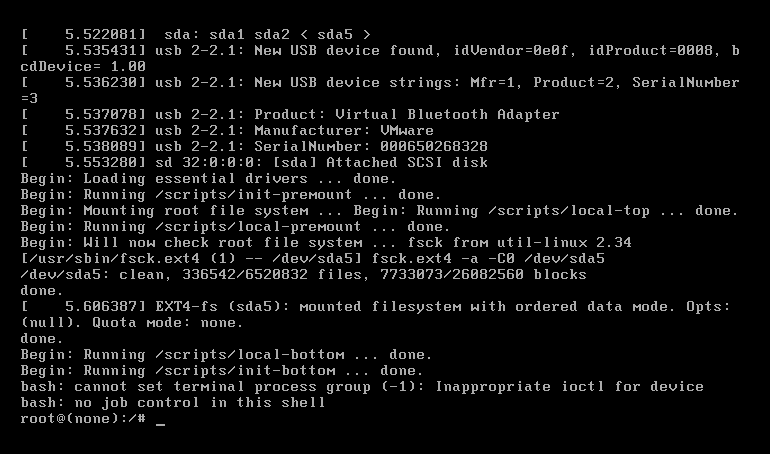 [    5.522081]  sda: sda1 sda2 < sda5 >
[    5.535431] usb 2-2.1: New USB device found, idVendor=0e0f, idProduct=0008, b
cdDevice= 1.00
[    5.536230] usb 2-2.1: New USB device strings: Mfr=1, Product=2, SerialNumber
=3
[    5.537078] usb 2-2.1: Product: Virtual Bluetooth Adapter
[    5.537632] usb 2-2.1: Manufacturer: VMware
[    5.538089] usb 2-2.1: SerialNumber: 000650268328
[    5.553280] sd 32:0:0:0: [sda] Attached SCSI disk
Begin: Loading essential drivers ... done.
Begin: Running /scripts/init-premount ... done.
Begin: Mounting root file system ... Begin: Running /scripts/local-top ... done.
Begin: Running /scripts/local-premount ... done.
Begin: Will now check root file system ... fsck from util-linux 2.34
[/usr/sbin/fsck.ext4 (1) -- /dev/sda5] fsck.ext4 -a -C0 /dev/sda5
/dev/sda5: clean, 336542/6520832 files, 7733073/26082560 blocks
done.
[    5.606387] EXT4-fs (sda5): mounted filesystem with ordered data mode. Opts:
(null). Quota mode: none.
done.
Begin: Running /scripts/local-bottom ... done.
Begin: Running /scripts/init-bottom ... done.
bash: cannot set terminal process group (-1): Inappropriate ioctl for device
bash: no job control in this shell
root@(none):/# _